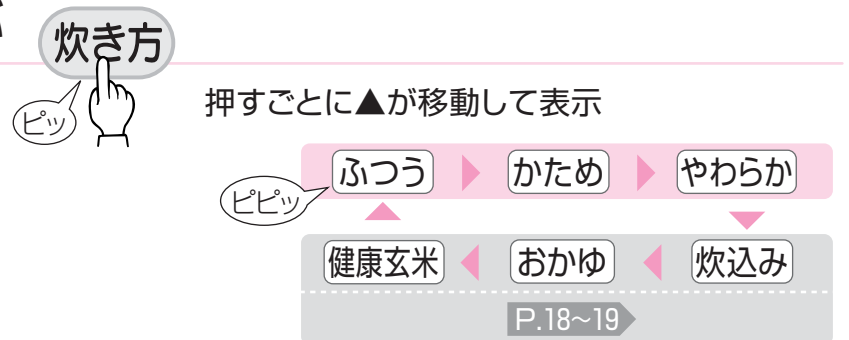 炊き方
ピッ
押すごとに▲が移動して表示
ふつう かため やわらか
ピピッ
健康玄米 おかゆ 炊込み
P.18~19